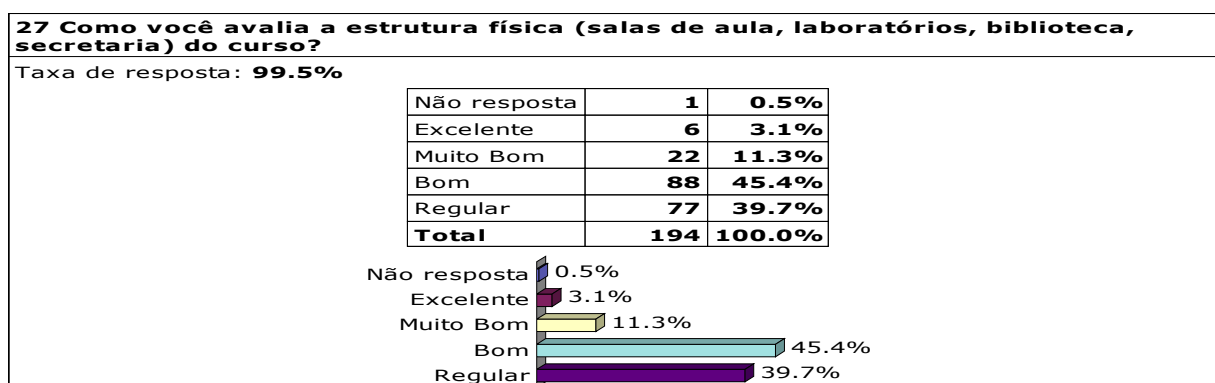 27 Como você avalia a estrutura física (salas de aula, laboratórios, biblioteca,
secretaria) do curso?
Taxa de resposta: 99.5%
Não resposta 1 0.5%
Excelente 6 3.1%
Muito Bom 22 11.3%
Bom 88 45.4%
Regular 77 39.7%
Total 194 100.0%
Não resposta 0.5%
Excelente 3.1%
Muito Bom 11.3%
Bom 45.4%
Regular 39.7%